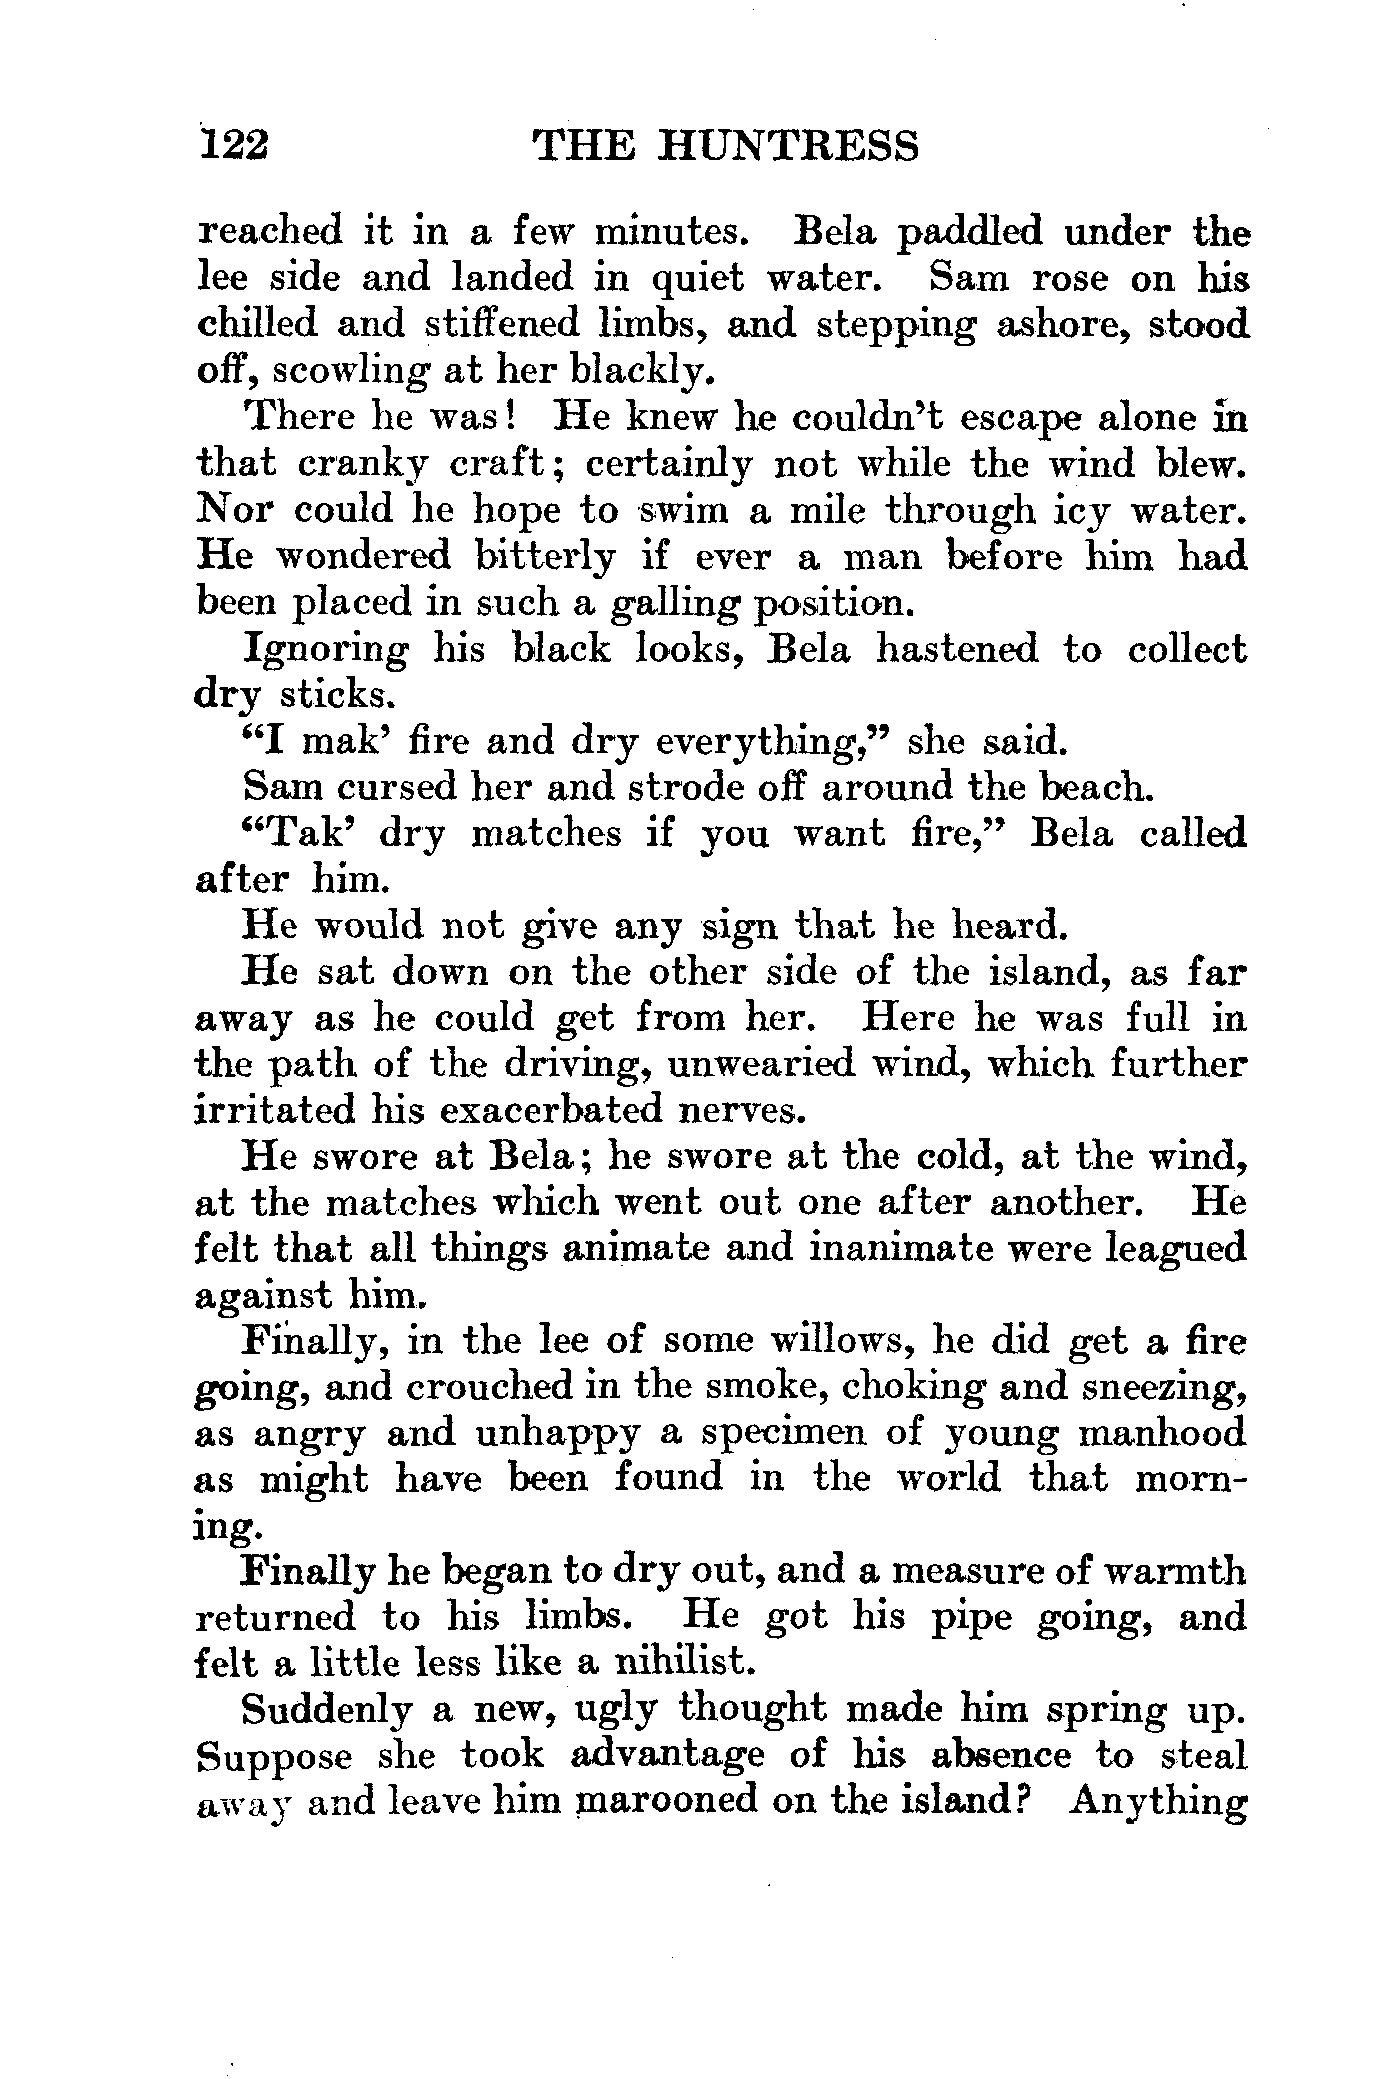 122 THE HUNTRESS
reached it in a few minutes. Bela paddled under the
lee side and landed in quiet water. Sam rose on his
chilled and stiffened limbs, and stepping ashore, stood
off, scowling at her blackly.
There he was! He knew he couldn't escape alone in
that cranky craft; certainly not while the wind blew.
Nor could he hope to swim a mile through icy water.
He wondered bitterly if ever a man before him had
been placed in such a galling position.
Ignoring his black looks, Bela hastened to collect
dry sticks.
"I mak' fire and dry everything," she said.
Sam cursed her and strode off around the beach.
"Tak' dry matches if you want fire," Bela called
after him.
He would not give any sign that he heard.
He sat down on the other side of the island, as far
away as he could get from her. Here he was full in
the path of the driving, unwearied wind, which further
irritated his exacerbated nerves.
He swore at Bela; he swore at the cold, at the wind,
at the matches which went out one after another. He
felt that all things animate and inanimate were leagued
against him.
Finally, in the lee of some willows, he did get a fire
going, and crouched in the smoke, choking and sneezing,
as angry and unhappy a specimen of young manhood
as might have been found in the world that morn-
ing.
Finally he began to dry out, and a measure of warmth
returned to his limbs. He got his pipe going, and
felt a little less like a nihilist.
Suddenly a new, ugly thought made him spring up.
Suppose she took advantage of his absence to steal
away and leave him marooned on the island? Anything